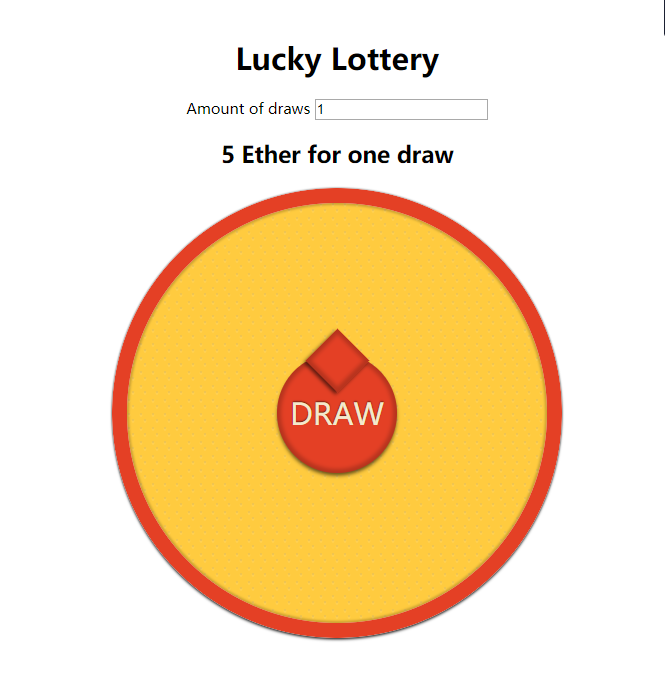 Lucky Lottery
Amount of draws 1
5 Ether for one draw
DRAW